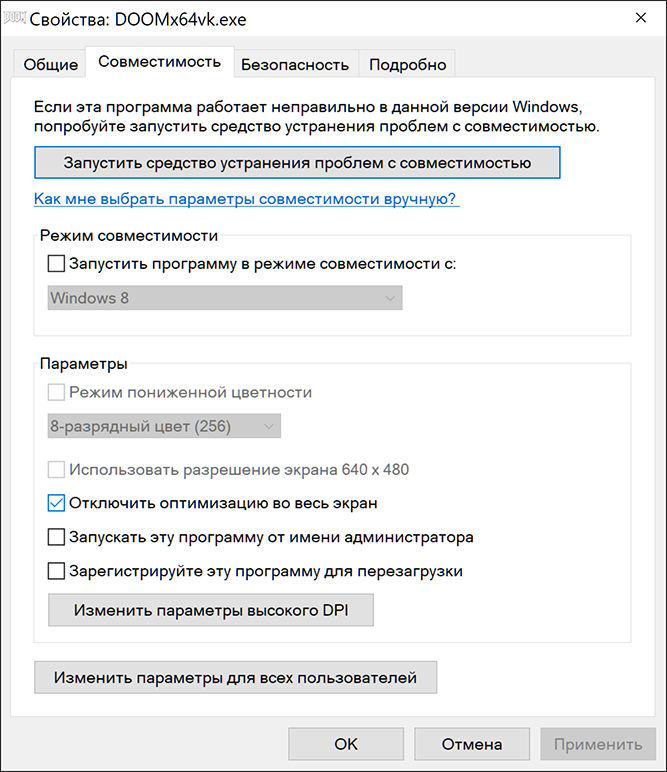 Свойства: DOOMx64vk.exe
Общие
Совместимость
Безопасность
Подробно
Если эта программа работает неправильно в данной версии Windows,
попробуйте запустить средство устранения проблем с совместимостью.
Запустить средство устранения проблем с совместимостью
Как мне выбрать параметры совместимости вручную?
Режим совместимости
Запустить программу в режиме совместимости с:
Windows 8
Параметры
Режим пониженной цветности
8-разрядный цвет (256)
Использовать разрешение экрана 640 x 480
Отключить оптимизацию во весь экран
Запускать эту программу от имени администратора
Зарегистрируйте эту программу для перезагрузки
Изменить параметры высокого DPI
Изменить параметры для всех пользователей
OK
Отмена
Применить